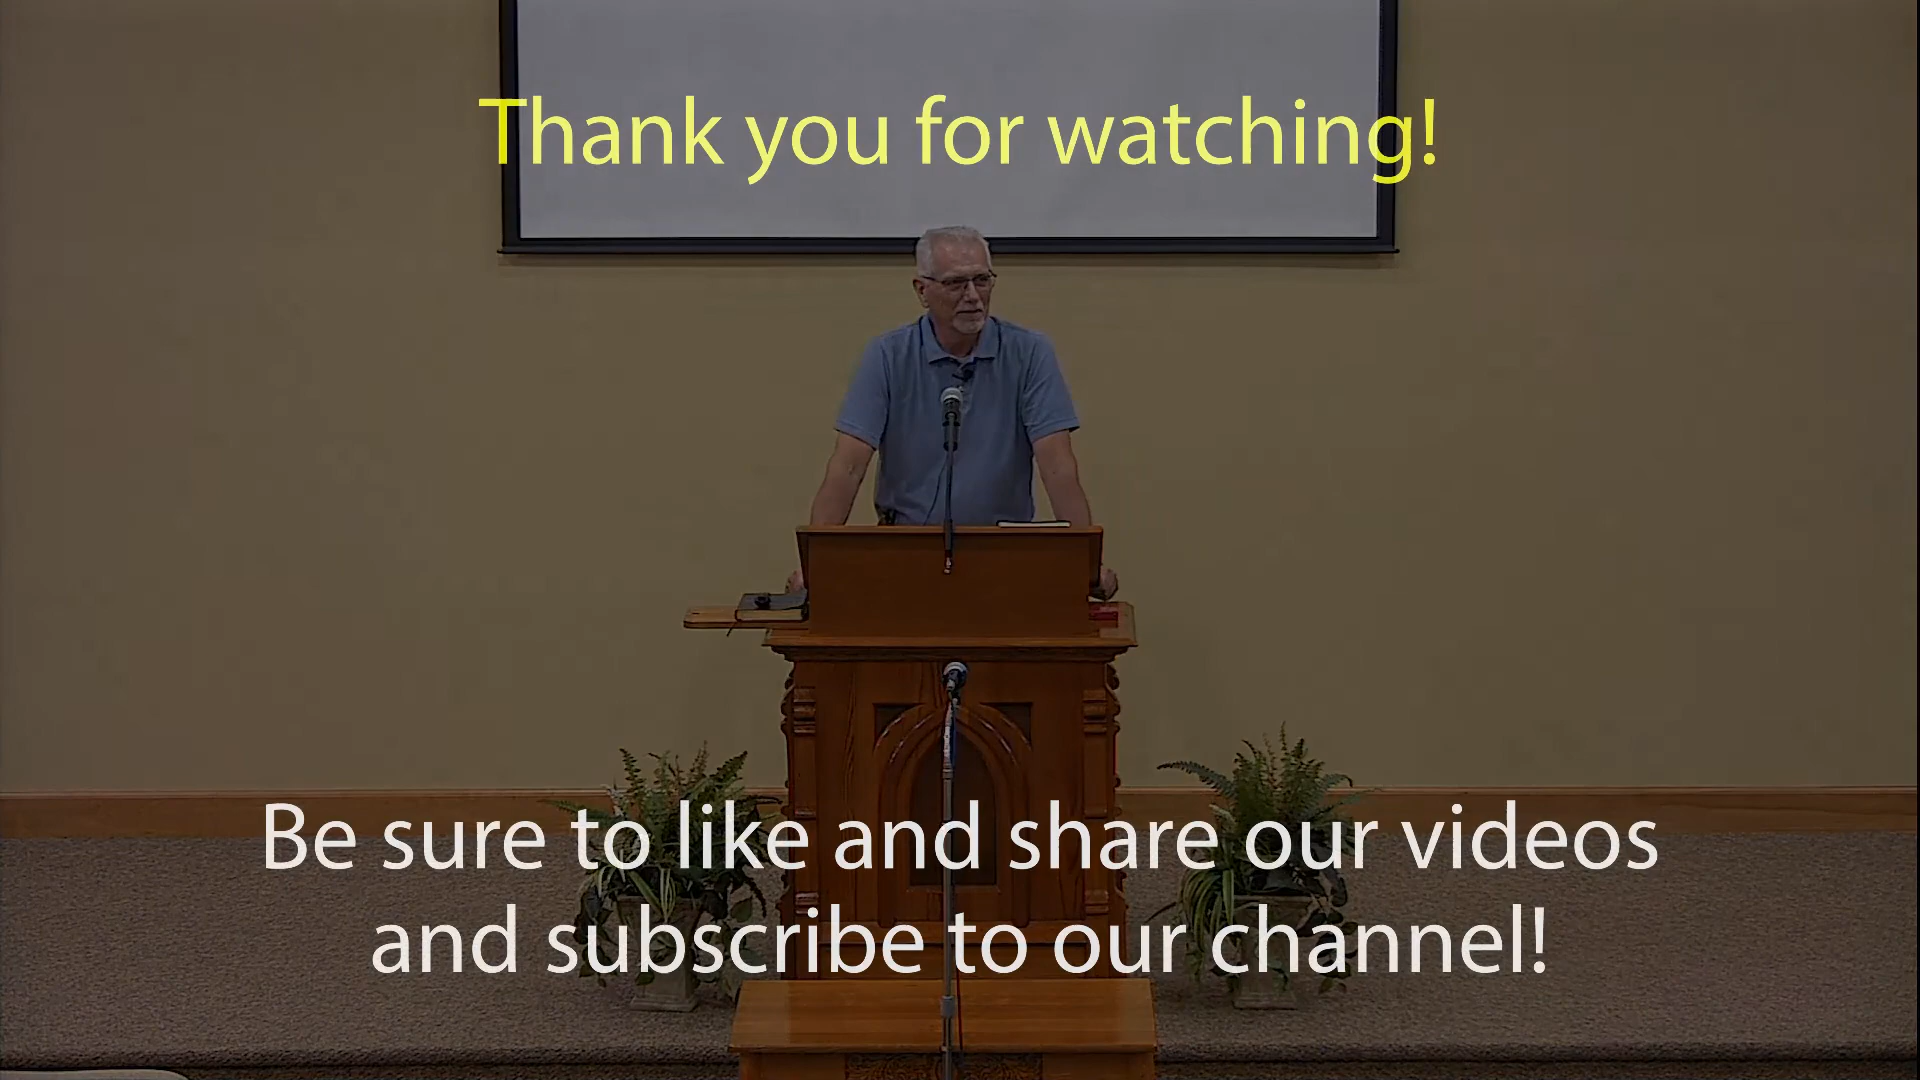 Thank you for watching!
Be sure to like and share our videos
and subscribe to our channel!